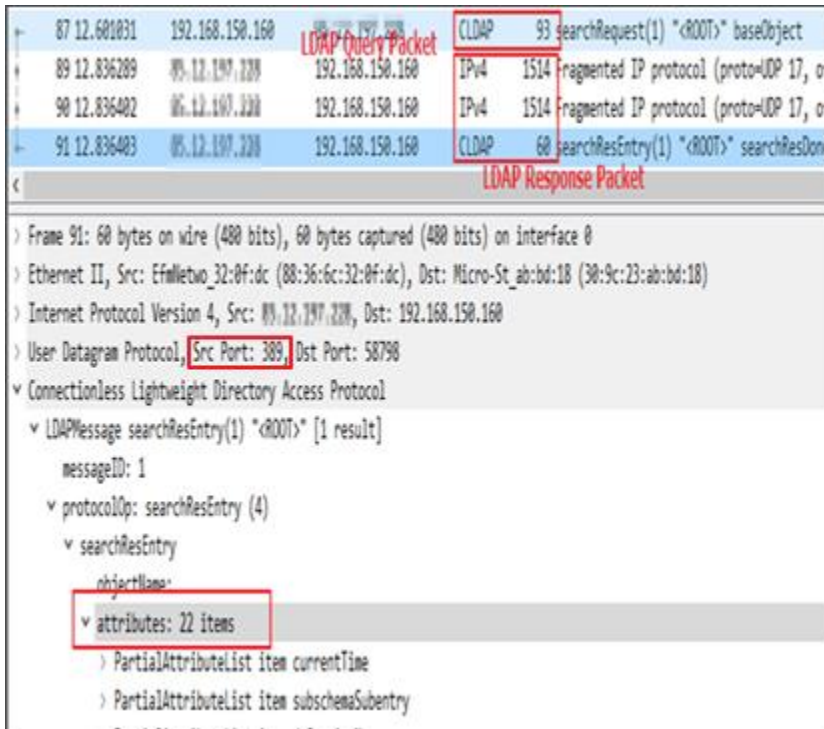 87 12.601031 192.168.150.160 CLDAP 93 searchRequest(1) "<ROOT>" baseObject
LDAP Query Packet
89 12.836289 192.168.150.160 IPv4 1514 Fragmented IP protocol (proto=UDP 17, o
90 12.836402 192.168.150.160 IPv4 1514 Fragmented IP protocol (proto=UDP 17, o
91 12.836403 192.168.150.160 CLDAP 60 searchResEntry(1) "<ROOT>" searchResDon
LDAP Response Packet
Frame 91: 60 bytes on wire (480 bits), 60 bytes captured (480 bits) on interface 0
Ethernet II, Src: EfmNetwo_32:0f:dc (88:36:6c:32:0f:dc), Dst: Micro-St_ab:bd:18 (30:9c:23:ab:bd:18)
Internet Protocol Version 4, Src: Dst: 192.168.150.160
User Datagram Protocol, Src Port: 389, Dst Port: 58798
Connectionless Lightweight Directory Access Protocol
LDAPMessage searchResEntry(1) "<ROOT>" [1 result]
messageID: 1
protocolOp: searchResEntry (4)
searchResEntry
objectName:
attributes: 22 items
PartialAttributeList item currentTime
PartialAttributeList item subschemaSubentry